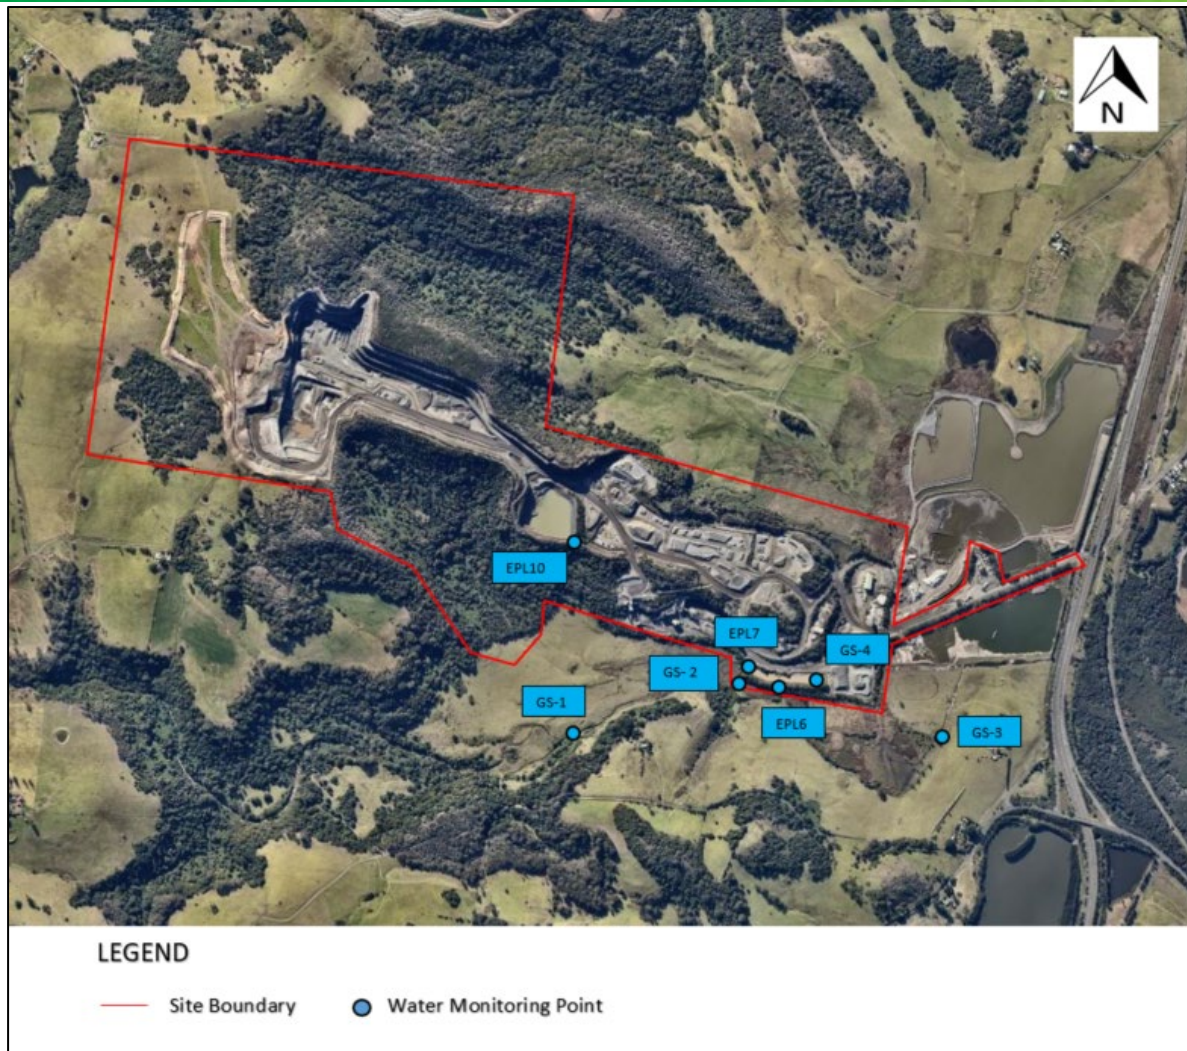 N
EPL10
EPL7
GS-4
GS- 2
GS-1
EPL6
GS-3
LEGEND
Site Boundary
Water Monitoring Point